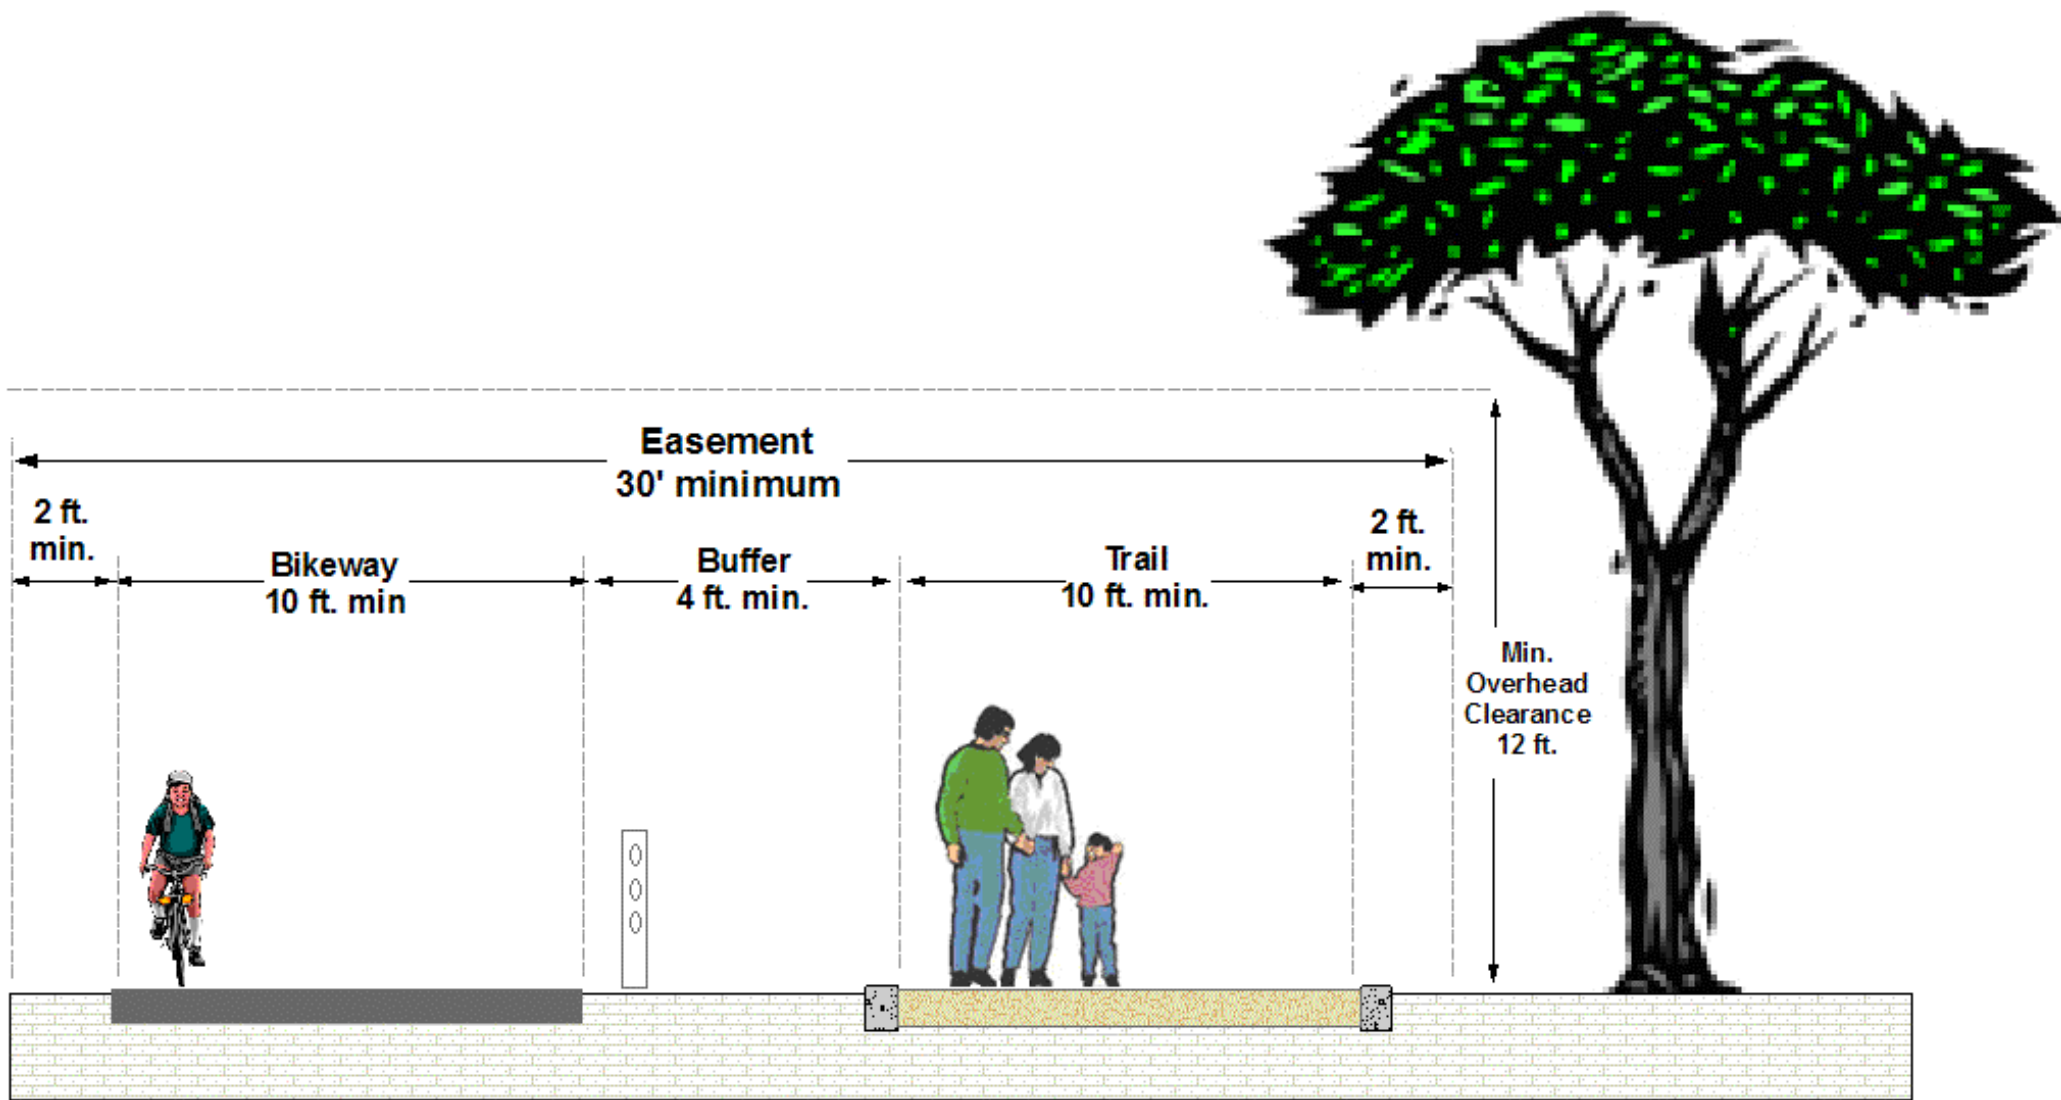 Easement
30' minimum
2 ft.
min.
Bikeway
10 ft. min
Buffer
4 ft. min.
Trail
10 ft. min.
2 ft.
min.
Min.
Overhead
Clearance
12 ft.